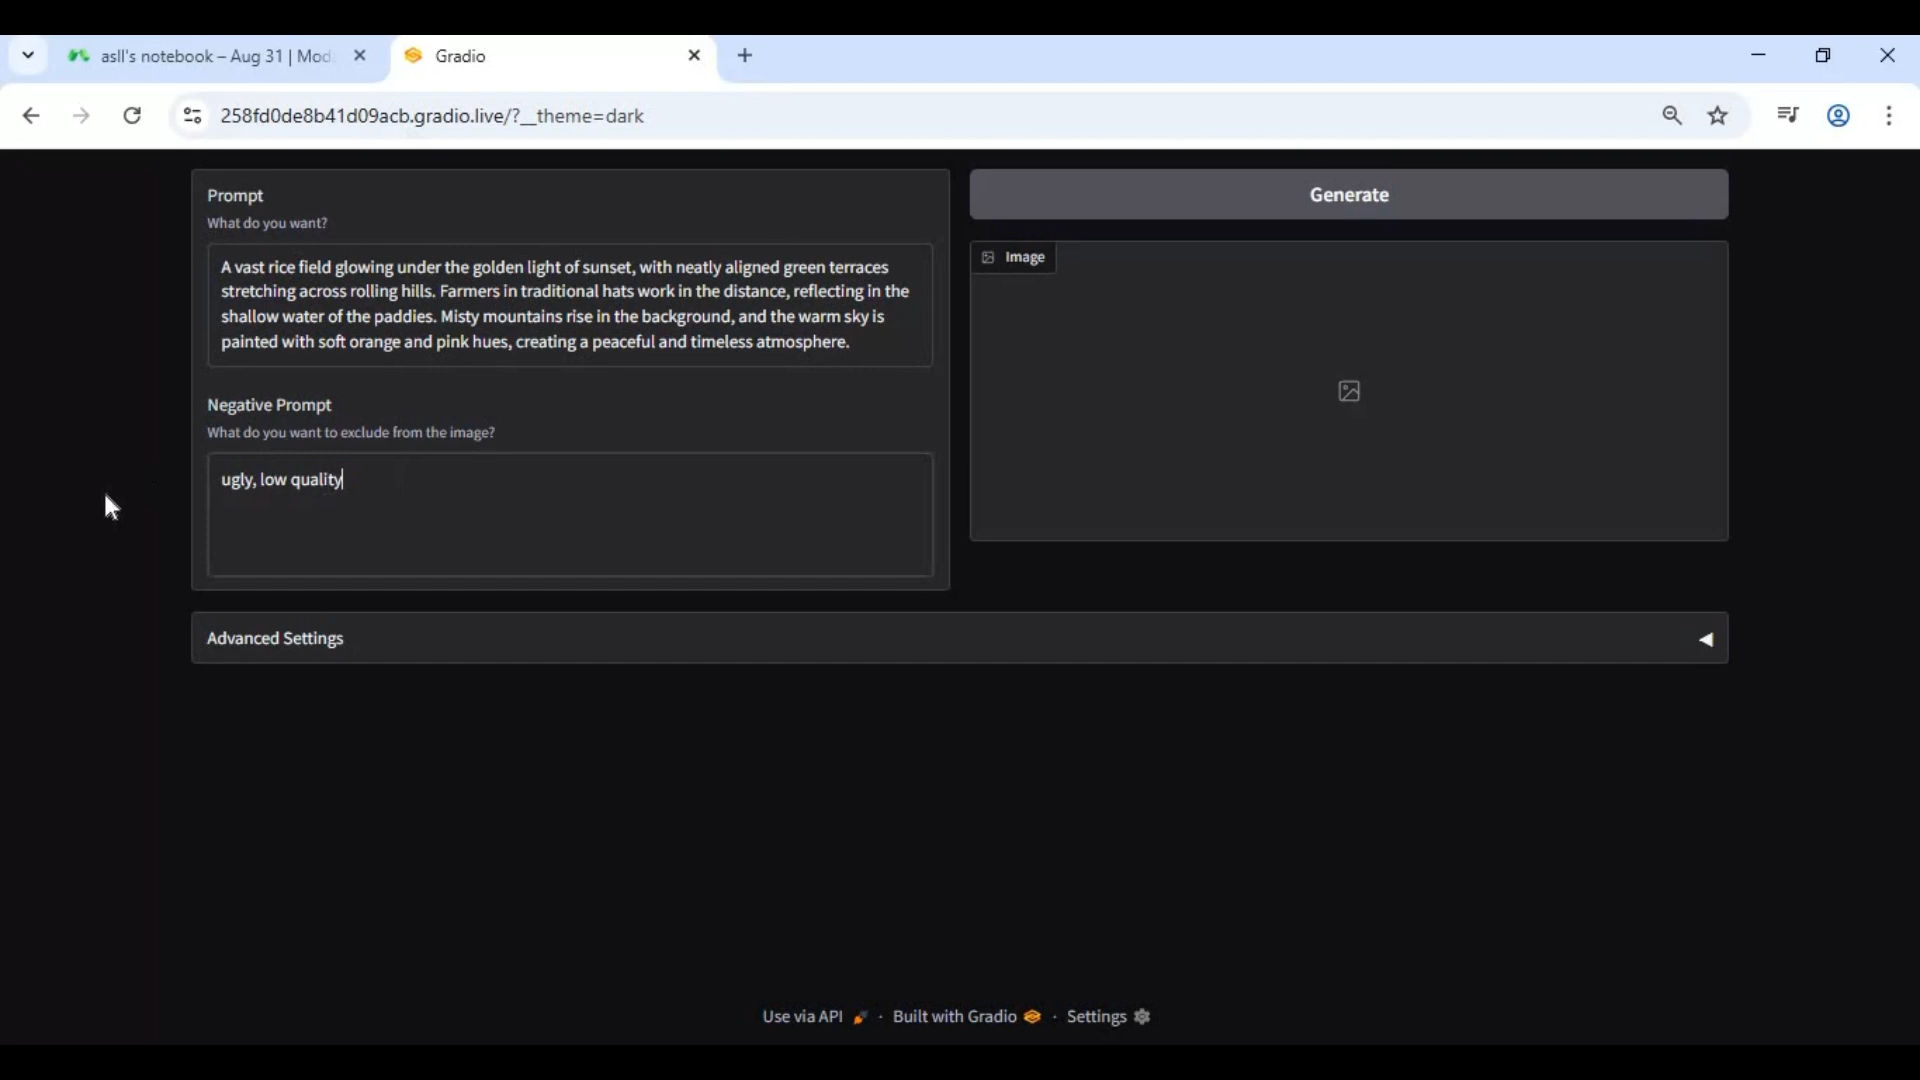 asll's notebook – Aug 31 | Mod
Gradio
258fd0de8b41d09acb.gradio.live/?__theme=dark
Prompt
What do you want?
A vast rice field glowing under the golden light of sunset, with neatly aligned green terraces
stretching across rolling hills. Farmers in traditional hats work in the distance, reflecting in the
shallow water of the paddies. Misty mountains rise in the background, and the warm sky is
painted with soft orange and pink hues, creating a peaceful and timeless atmosphere.
Negative Prompt
What do you want to exclude from the image?
ugly, low quality
Generate
Image
Advanced Settings
Use via API · Built with Gradio · Settings